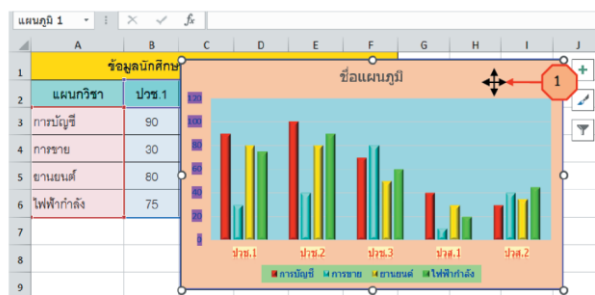 แผนภูมิ 1 fx
A B C D E F G H I J
1 ข้อมูลนักศึกษ
2 แผนกวิชา ปวช.1
3 การบัญชี 90
4 การขาย 30
5 ยานยนต์ 80
6 ไฟฟ้ากำลัง 75
7
8
9
ชื่อแผนภูมิ
1
120
100
80
60
40
20
0
ปวช.1 ปวช.2 ปวช.3 ปวส.1 ปวส.2
การบัญชี การขาย ยานยนต์ ไฟฟ้ากำลัง